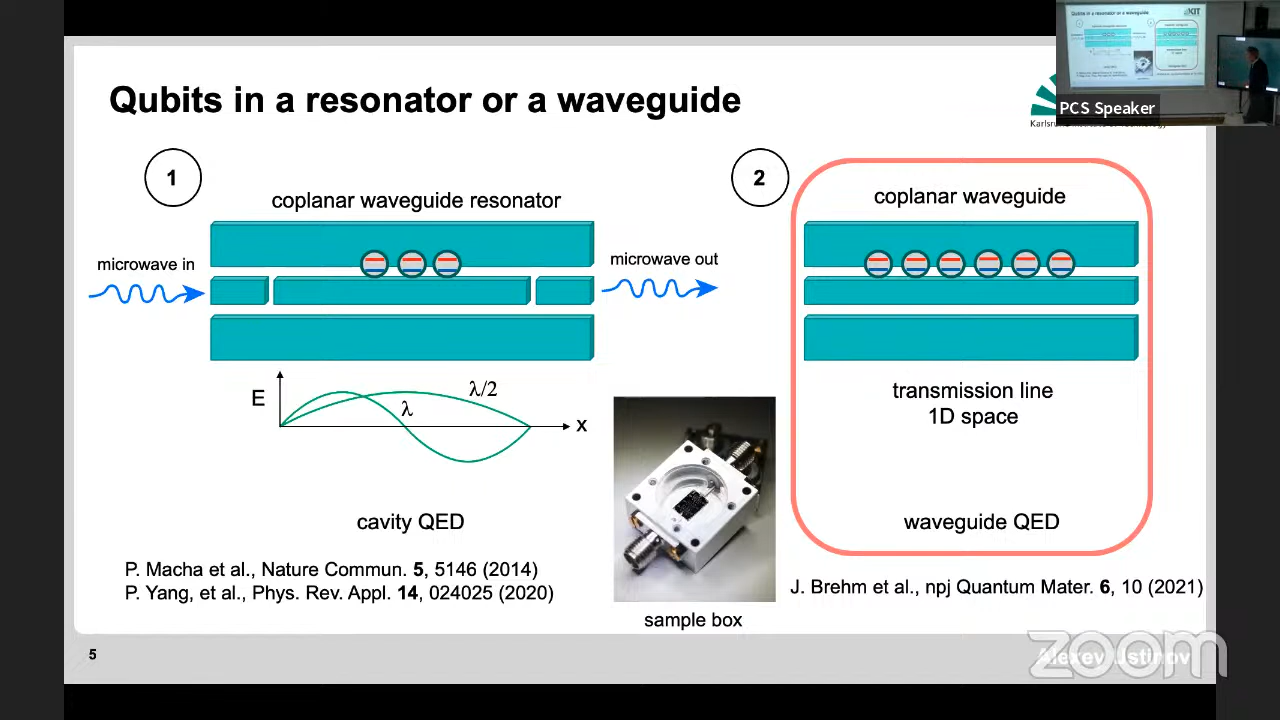 Qubits in a resonator or a waveguide
KIT
PCS Speaker
1
coplanar waveguide resonator
microwave in
microwave out
E
λ/2
λ
x
cavity QED
P. Macha et al., Nature Commun. 5, 5146 (2014)
P. Yang, et al., Phys. Rev. Appl. 14, 024025 (2020)
sample box
2
coplanar waveguide
transmission line
1D space
waveguide QED
J. Brehm et al., npj Quantum Mater. 6, 10 (2021)
5
Alexey Ustinov
zoom